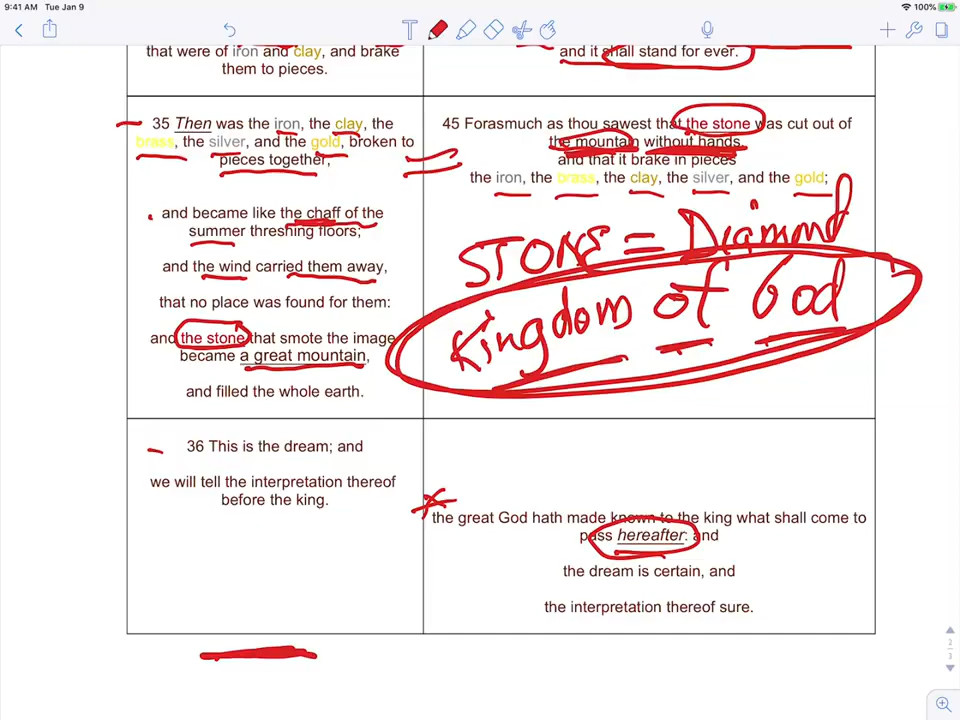 9:41 AM Tue Jan 9
100%
that were of iron and clay, and brake
them to pieces.
and it shall stand for ever.
35 Then was the iron, the clay, the
brass, the silver, and the gold, broken to
pieces together,
and became like the chaff of the
summer threshing floors;
and the wind carried them away,
that no place was found for them:
and the stone that smote the image
became a great mountain,
and filled the whole earth.
45 Forasmuch as thou sawest that the stone was cut out of
the mountain without hands,
and that it brake in pieces
the iron, the brass, the clay, the silver, and the gold;
STONE = Diamond
Kingdom of God
36 This is the dream; and
we will tell the interpretation thereof
before the king.
the great God hath made known to the king what shall come to
pass hereafter: and
the dream is certain, and
the interpretation thereof sure.
2
3